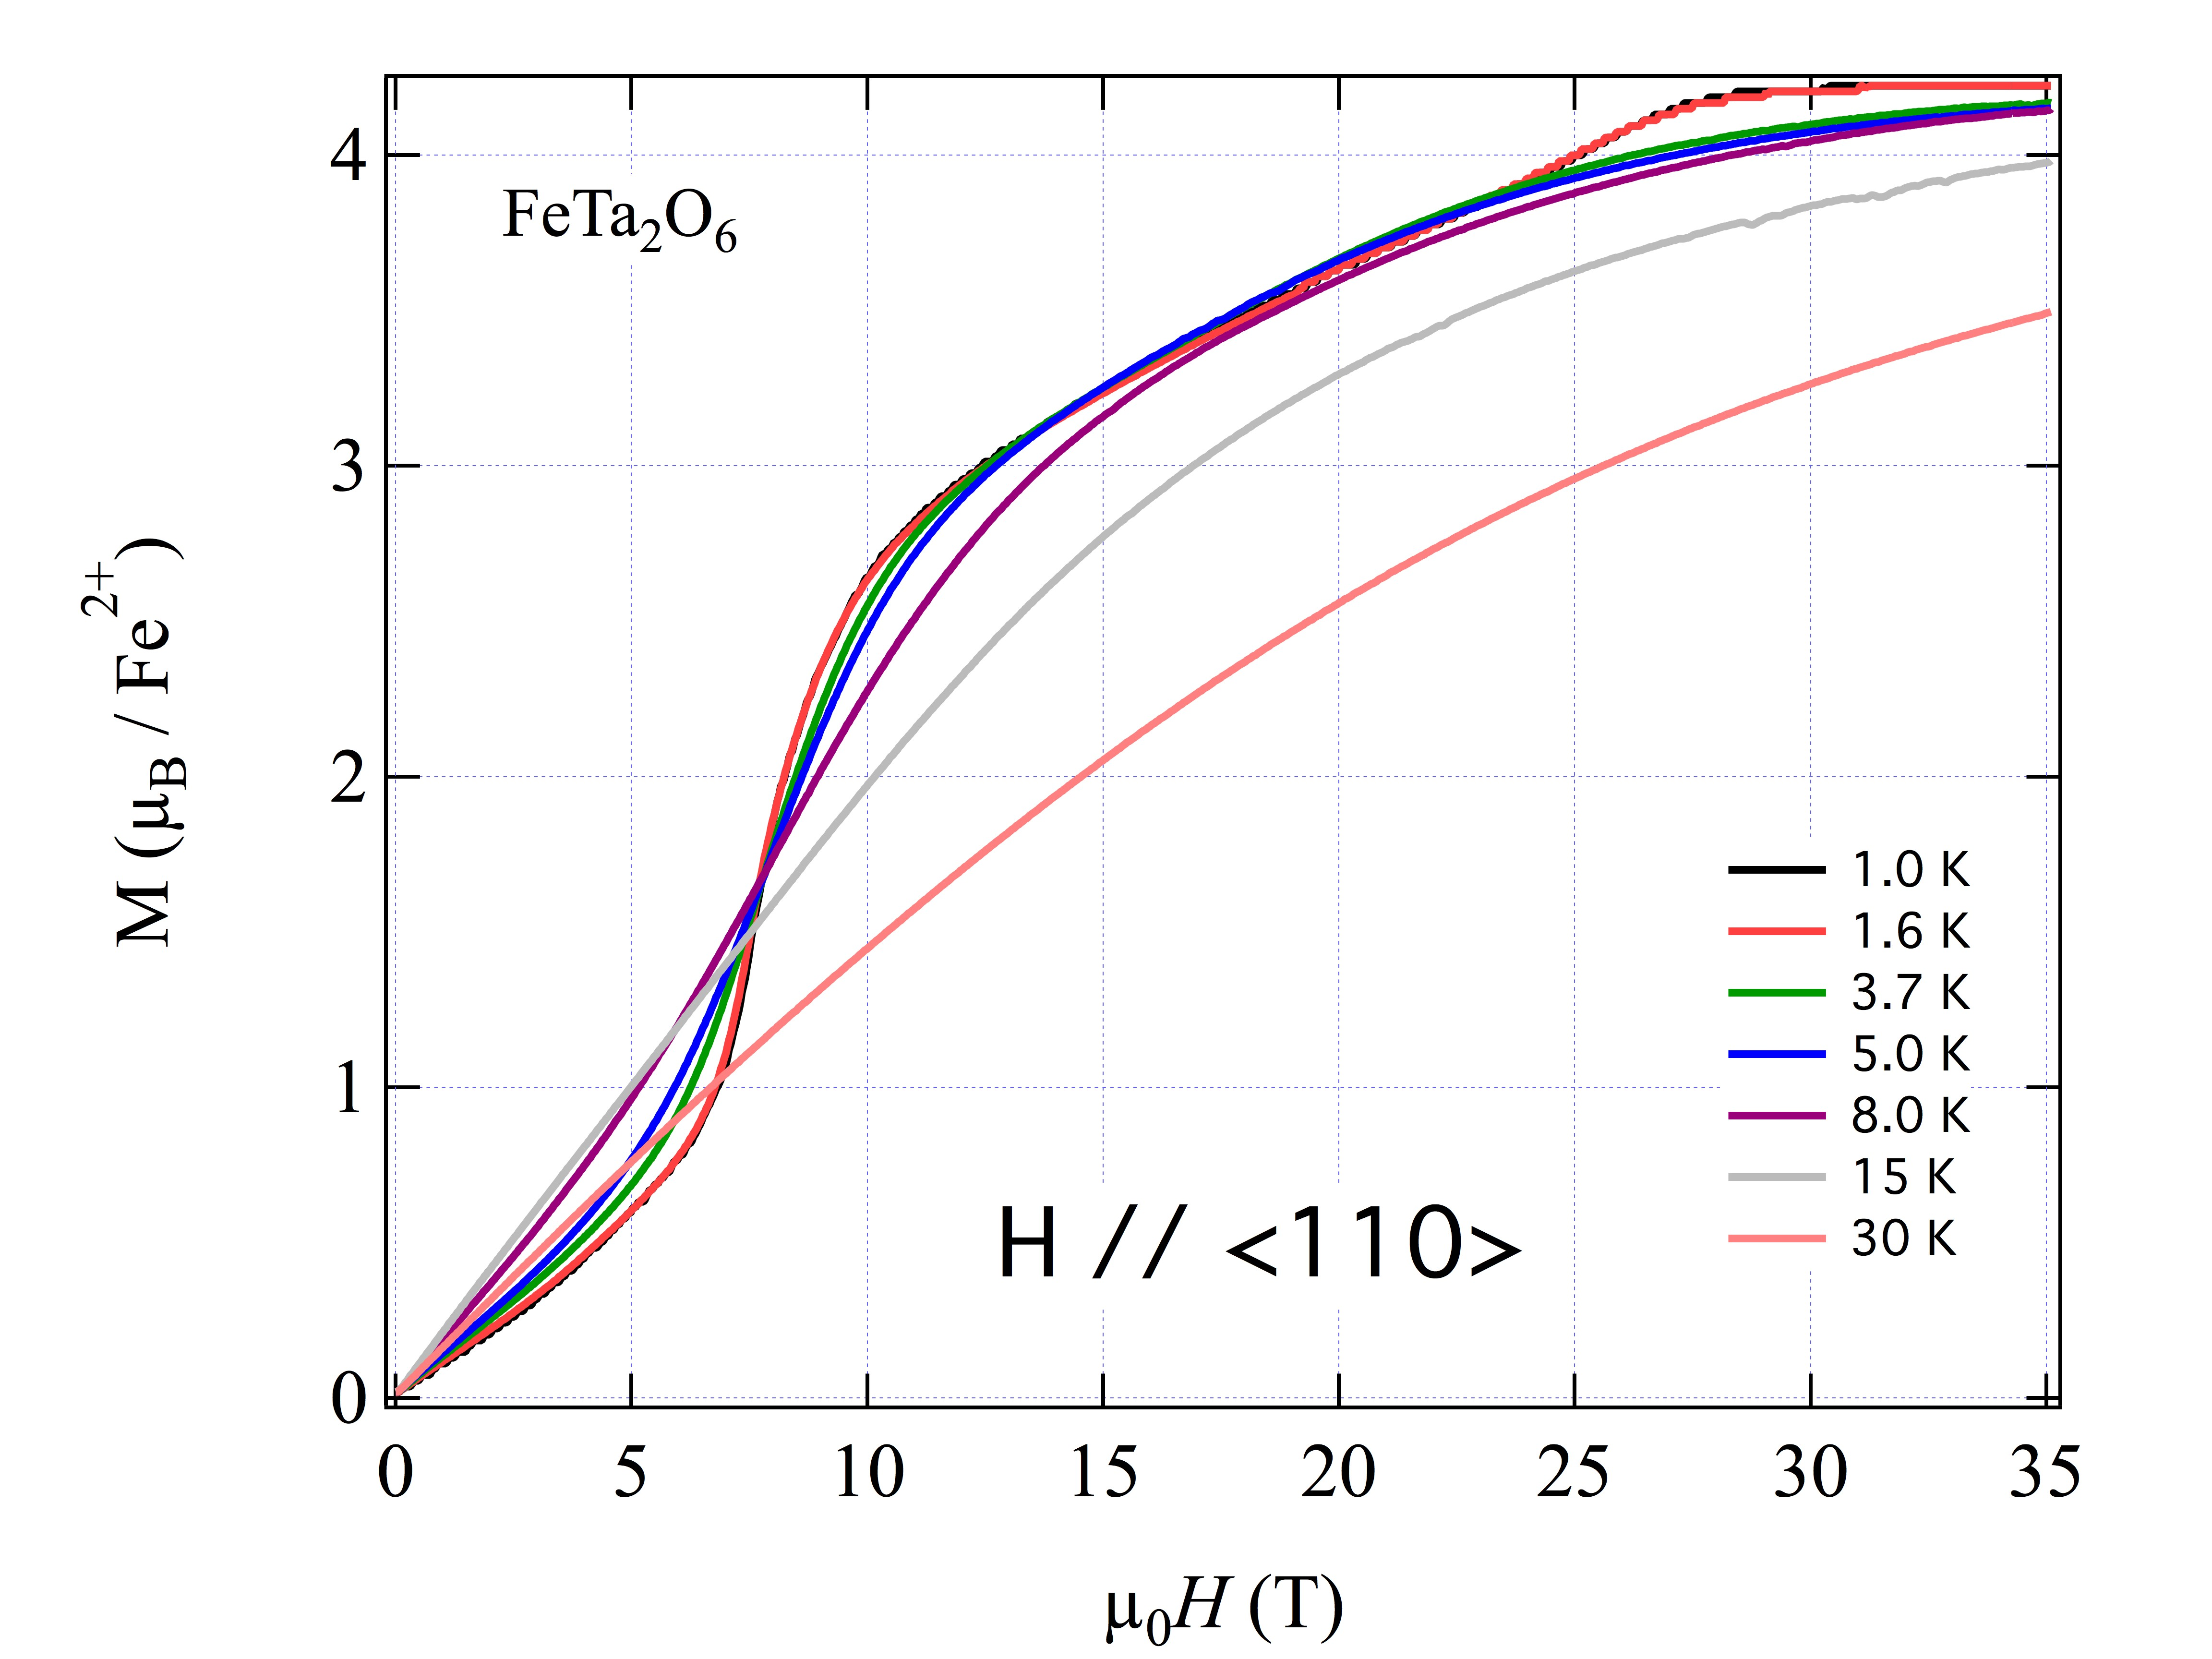 FeTa₂O₆
M (μ_B / Fe²⁺)
4
3
2
1
0
1.0 K
1.6 K
3.7 K
5.0 K
8.0 K
15 K
30 K
H // <110>
0 5 10 15 20 25 30 35
μ₀H (T)